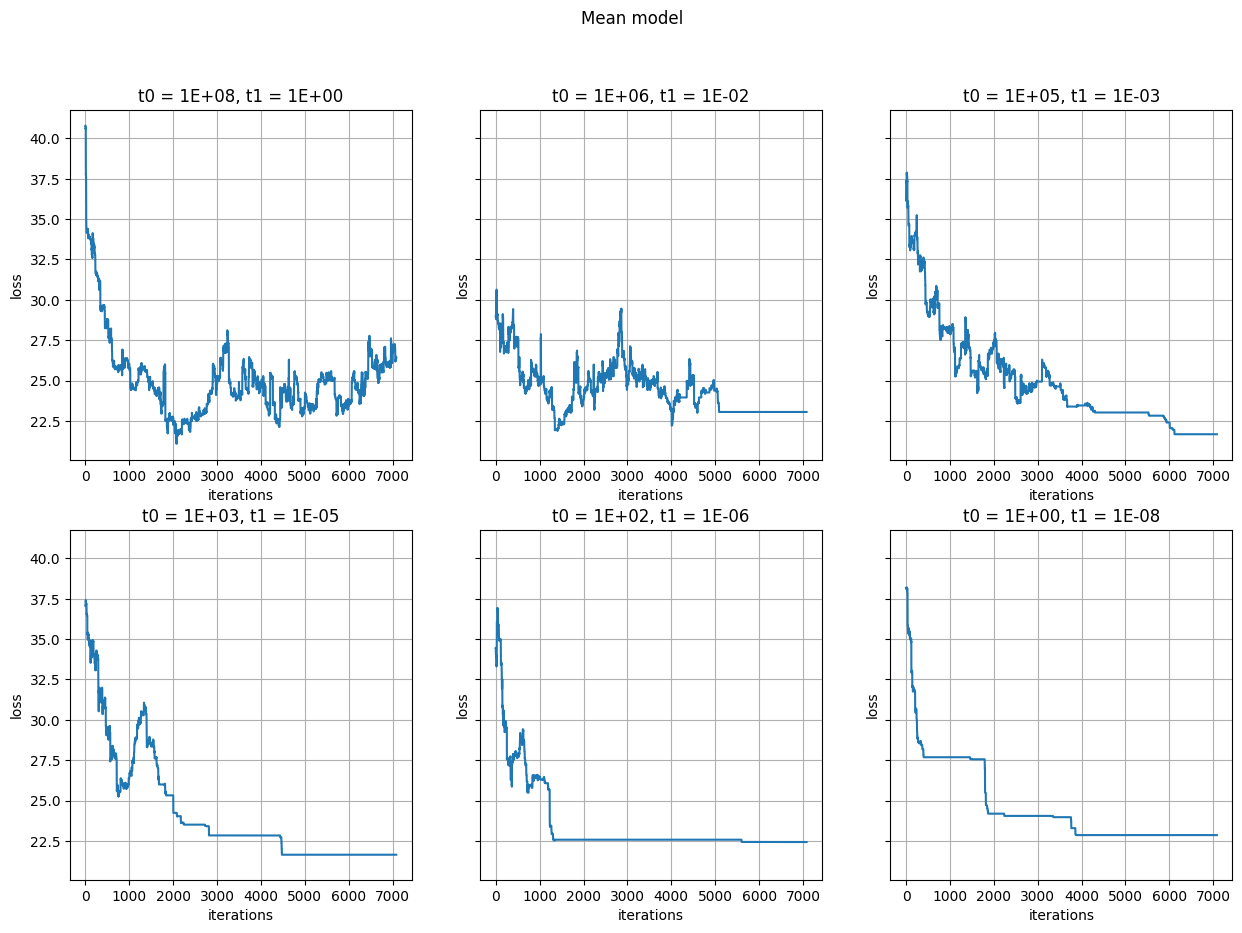 Mean model
t0 = 1E+08, t1 = 1E+00
t0 = 1E+06, t1 = 1E-02
t0 = 1E+05, t1 = 1E-03
loss
40.0
37.5
35.0
32.5
30.0
27.5
25.0
22.5
0 1000 2000 3000 4000 5000 6000 7000
iterations
loss
0 1000 2000 3000 4000 5000 6000 7000
iterations
loss
0 1000 2000 3000 4000 5000 6000 7000
iterations
t0 = 1E+03, t1 = 1E-05
t0 = 1E+02, t1 = 1E-06
t0 = 1E+00, t1 = 1E-08
loss
40.0
37.5
35.0
32.5
30.0
27.5
25.0
22.5
0 1000 2000 3000 4000 5000 6000 7000
iterations
loss
0 1000 2000 3000 4000 5000 6000 7000
iterations
loss
0 1000 2000 3000 4000 5000 6000 7000
iterations